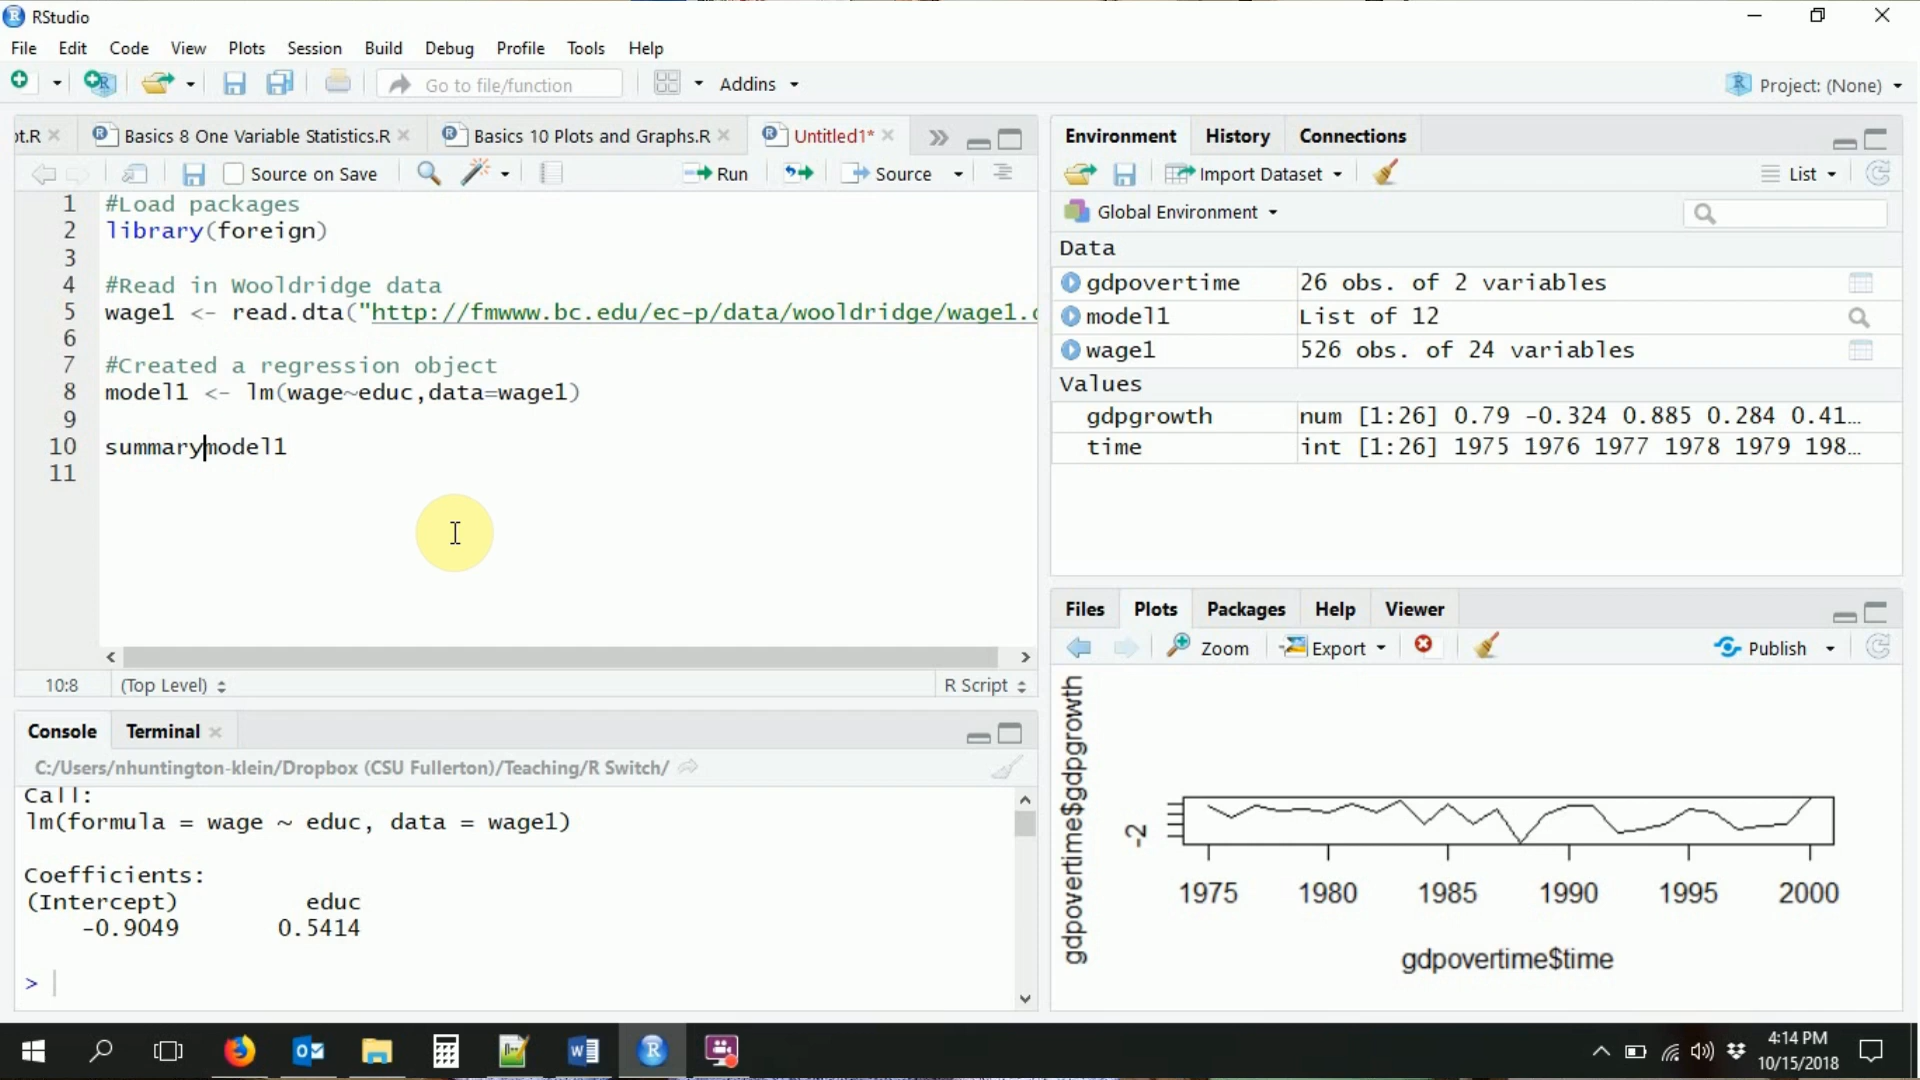 RStudio
File Edit Code View Plots Session Build Debug Profile Tools Help
Go to file/function Addins Project: (None)
ot.R Basics 8 One Variable Statistics.R Basics 10 Plots and Graphs.R Untitled1*
Source on Save Run Source
1 #Load packages
2 library(foreign)
3
4 #Read in Wooldridge data
5 wage1 <- read.dta("http://fmwww.bc.edu/ec-p/data/wooldridge/wage1.
6
7 #Created a regression object
8 model1 <- lm(wage~educ,data=wage1)
9
10 summarymodel1
11
10:8 (Top Level) R Script
Console Terminal
C:/Users/nhuntington-klein/Dropbox (CSU Fullerton)/Teaching/R Switch/
Call:
lm(formula = wage ~ educ, data = wage1)
Coefficients:
(Intercept) educ
-0.9049 0.5414
>
Environment History Connections
Import Dataset List
Global Environment
Data
gdpovertime 26 obs. of 2 variables
model1 List of 12
wage1 526 obs. of 24 variables
Values
gdpgrowth num [1:26] 0.79 -0.324 0.885 0.284 0.41…
time int [1:26] 1975 1976 1977 1978 1979 198…
Files Plots Packages Help Viewer
Zoom Export Publish
gdpovertime$gdpgrowth
-2
1975 1980 1985 1990 1995 2000
gdpovertime$time
4:14 PM
10/15/2018